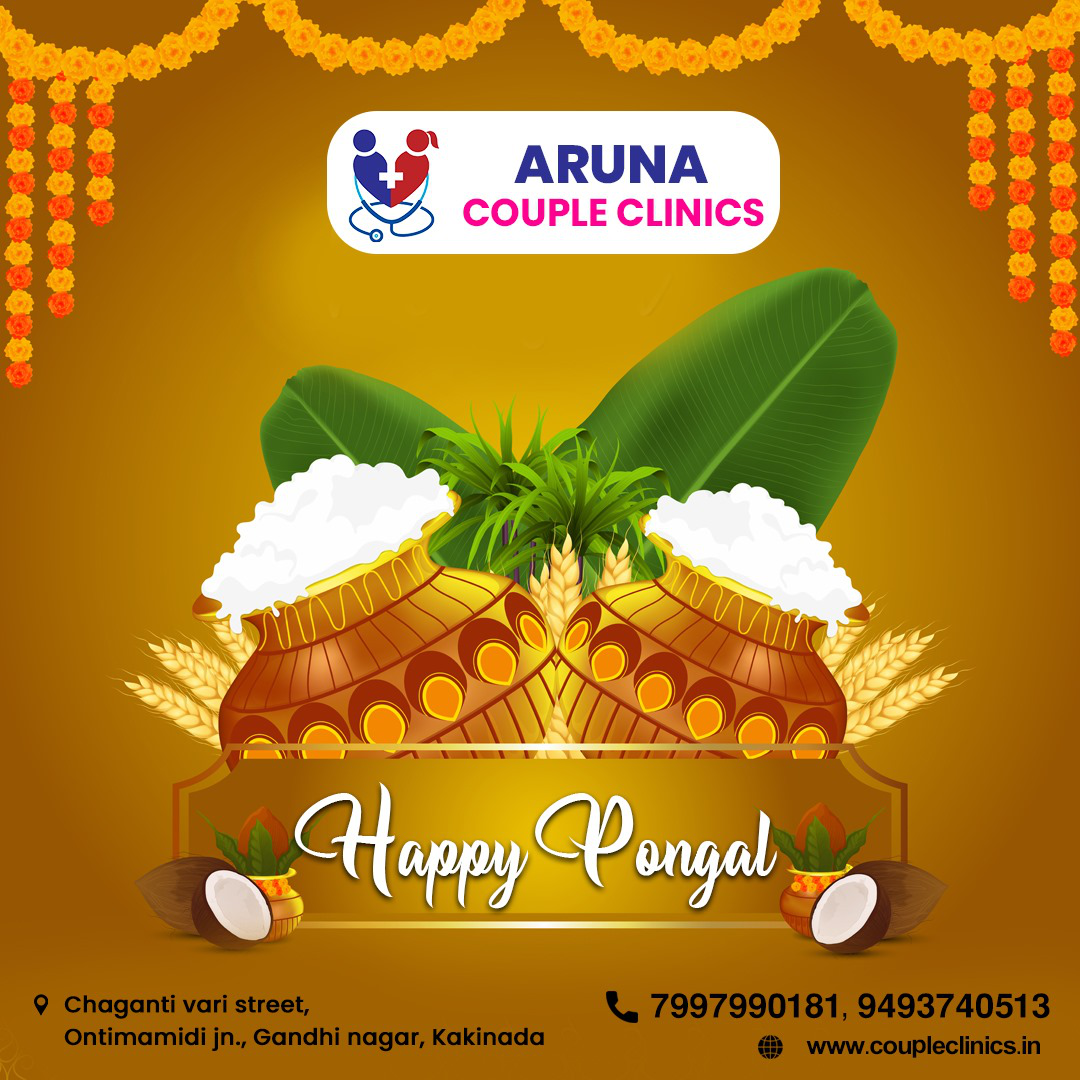 ARUNA
COUPLE CLINICS
Happy Pongal
Chaganti vari street,
Ontimamidi jn., Gandhi nagar, Kakinada
7997990181, 9493740513
www.coupleclinics.in